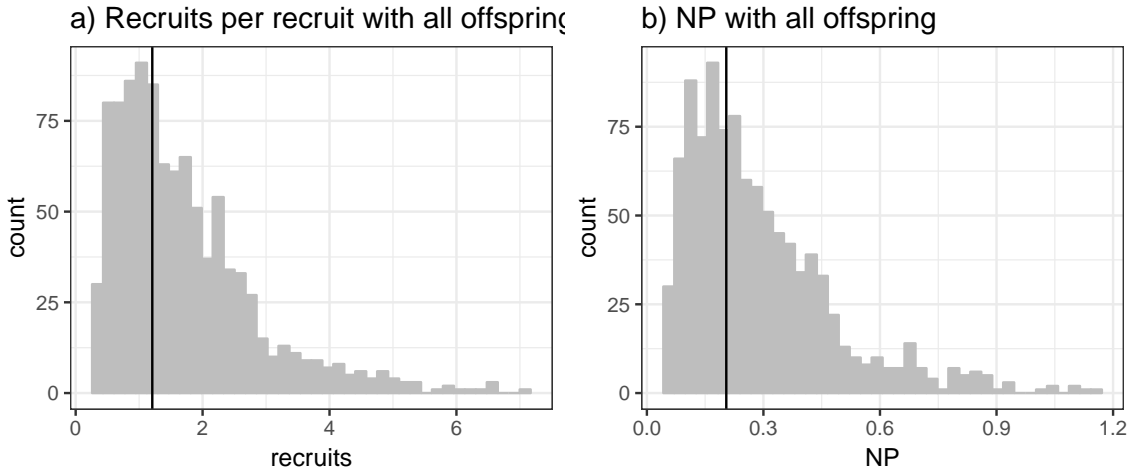 a) Recruits per recruit with all offspring
75
50
25
0
count
0
2
4
6
recruits
b) NP with all offspring
75
50
25
0
count
0.0
0.3
0.6
0.9
1.2
NP